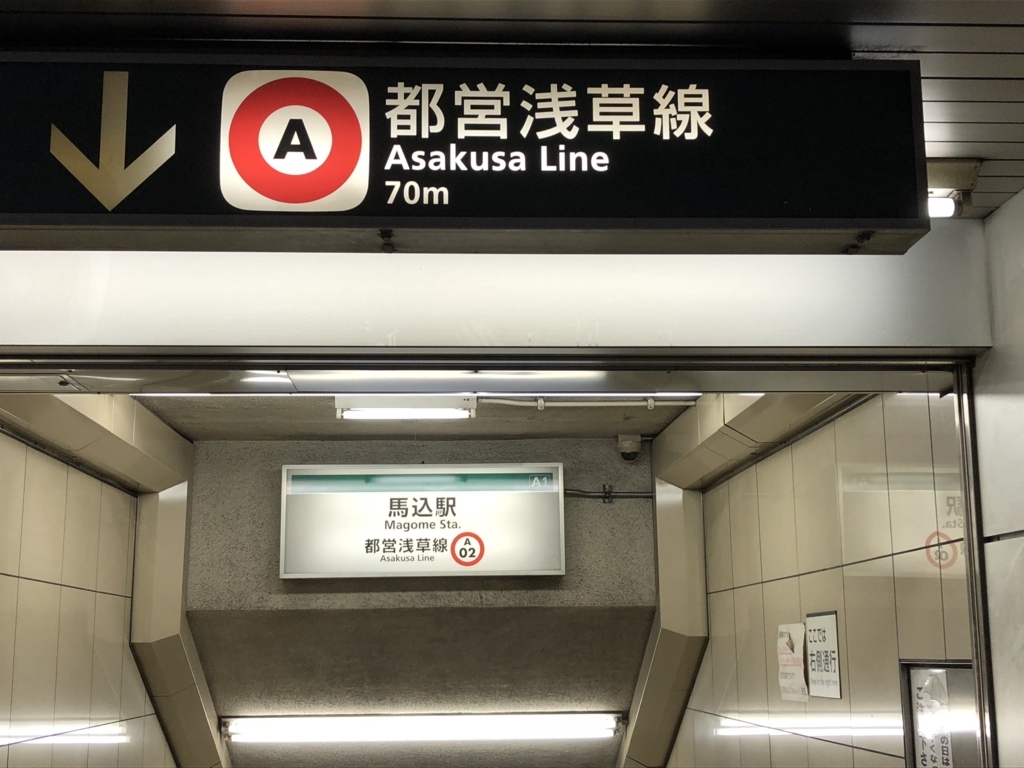 A
都営浅草線
Asakusa Line
70m
A1
馬込駅
Magome Sta.
都営浅草線
Asakusa Line
A
02
ここでは
右側通行